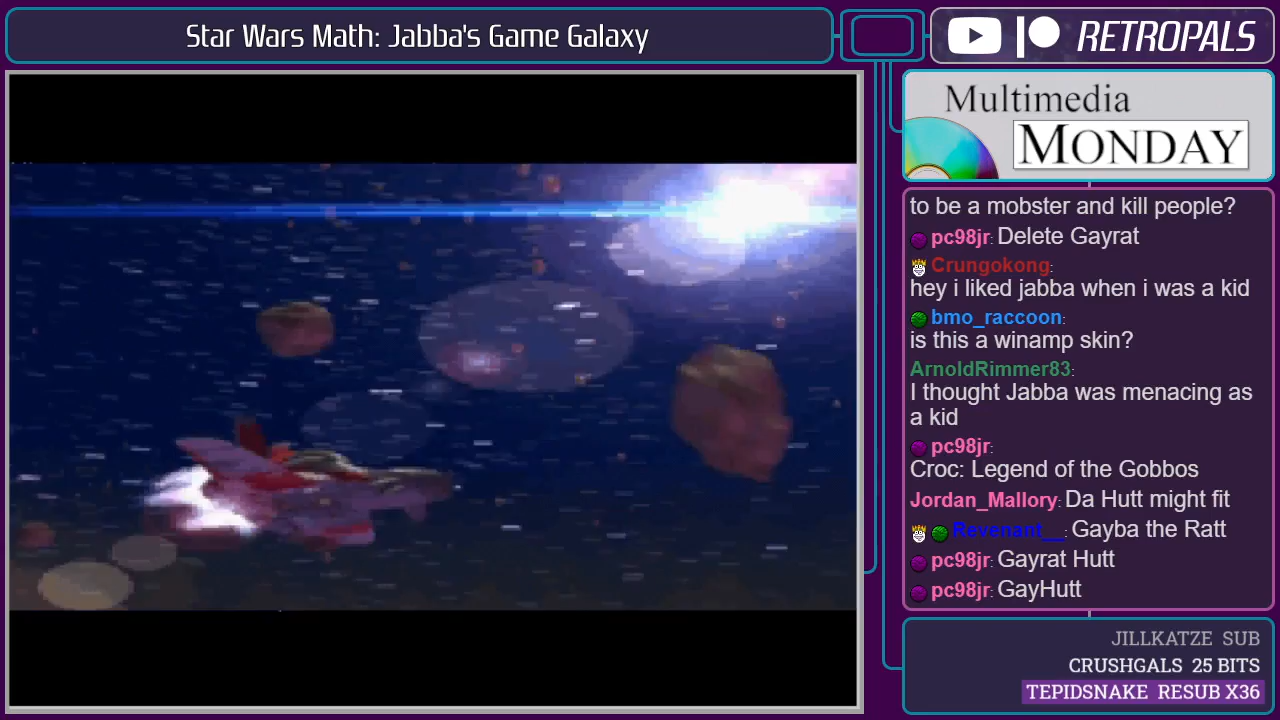 Star Wars Math: Jabba's Game Galaxy
RETROPALS
Multimedia
MONDAY
to be a mobster and kill people?
pc98jr: Delete Gayrat
Crungokong:
hey i liked jabba when i was a kid
bmo_raccoon:
is this a winamp skin?
ArnoldRimmer83:
I thought Jabba was menacing as
a kid
pc98jr:
Croc: Legend of the Gobbos
Jordan_Mallory: Da Hutt might fit
Revenant__: Gayba the Ratt
pc98jr: Gayrat Hutt
pc98jr: GayHutt
JILLKATZE SUB
CRUSHGALS 25 BITS
TEPIDSNAKE RESUB X36